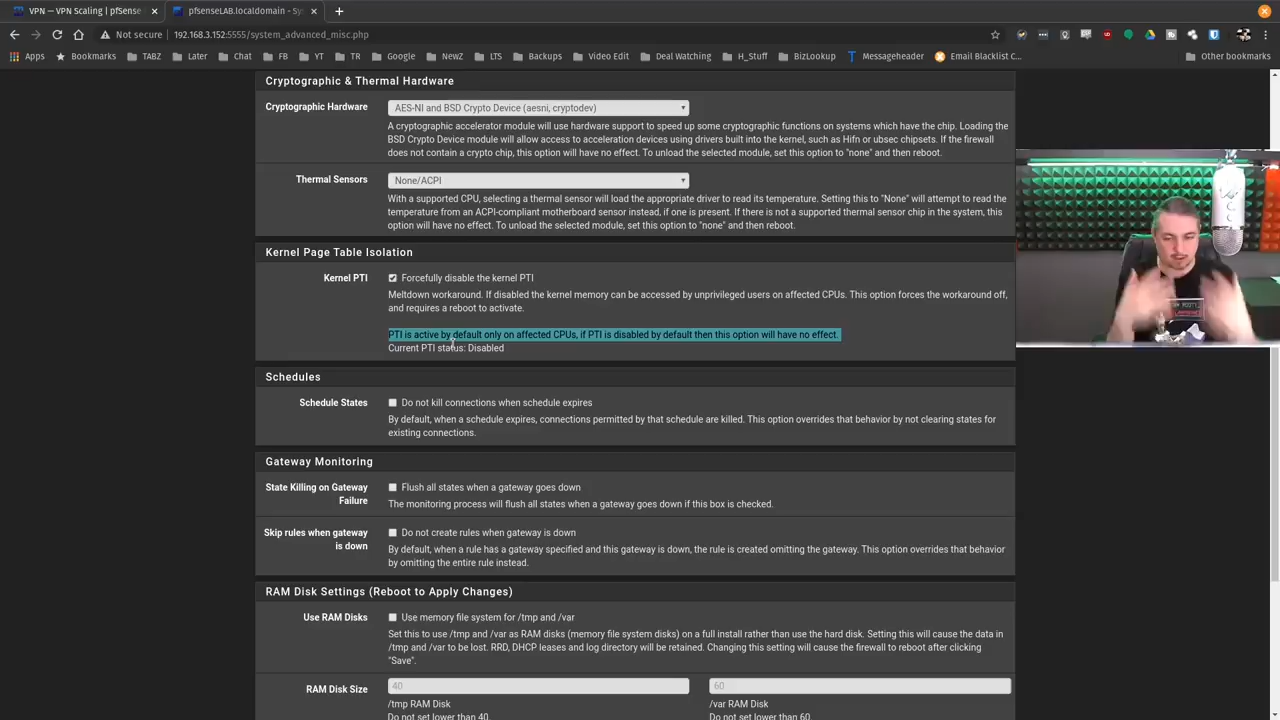 VPN — VPN Scaling | pfSense
pfsenseLAB.localdomain - Sy
Not secure
192.168.3.152:5555/system_advanced_misc.php
Apps
Bookmarks
TABZ
Later
Chat
FB
YT
TR
Google
NewZ
LTS
Backups
Video Edit
Deal Watching
H_Stuff
BizLookup
Messageheader
Email Blacklist C...
Other bookmarks
Cryptographic & Thermal Hardware
Cryptographic Hardware
AES-NI and BSD Crypto Device (aesni, cryptodev)
A cryptographic accelerator module will use hardware support to speed up some cryptographic functions on systems which have the chip. Loading the
BSD Crypto Device module will allow access to acceleration devices using drivers built into the kernel, such as Hifn or ubsec chipsets. If the firewall
does not contain a crypto chip, this option will have no effect. To unload the selected module, set this option to "none" and then reboot.
Thermal Sensors
None/ACPI
With a supported CPU, selecting a thermal sensor will load the appropriate driver to read its temperature. Setting this to "None" will attempt to read the
temperature from an ACPI-compliant motherboard sensor instead, if one is present. If there is not a supported thermal sensor chip in the system, this
option will have no effect. To unload the selected module, set this option to "none" and then reboot.
Kernel Page Table Isolation
Kernel PTI
Forcefully disable the kernel PTI
Meltdown workaround. If disabled the kernel memory can be accessed by unprivileged users on affected CPUs. This option forces the workaround off,
and requires a reboot to activate.
PTI is active by default only on affected CPUs, if PTI is disabled by default then this option will have no effect.
Current PTI status: Disabled
Schedules
Schedule States
Do not kill connections when schedule expires
By default, when a schedule expires, connections permitted by that schedule are killed. This option overrides that behavior by not clearing states for
existing connections.
Gateway Monitoring
State Killing on Gateway
Failure
Flush all states when a gateway goes down
The monitoring process will flush all states when a gateway goes down if this box is checked.
Skip rules when gateway
is down
Do not create rules when gateway is down
By default, when a rule has a gateway specified and this gateway is down, the rule is created omitting the gateway. This option overrides that behavior
by omitting the entire rule instead.
RAM Disk Settings (Reboot to Apply Changes)
Use RAM Disks
Use memory file system for /tmp and /var
Set this to use /tmp and /var as RAM disks (memory file system disks) on a full install rather than use the hard disk. Setting this will cause the data in
/tmp and /var to be lost. RRD, DHCP leases and log directory will be retained. Changing this setting will cause the firewall to reboot after clicking
"Save".
RAM Disk Size
40
60
/tmp RAM Disk
/var RAM Disk
Do not set lower than 40.
Do not set lower than 60.